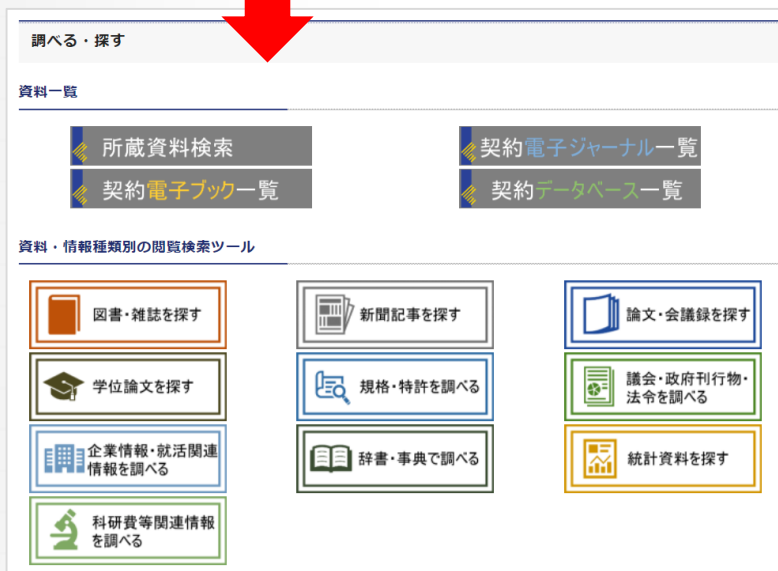 調べる・探す
資料一覧
所蔵資料検索
契約電子ジャーナル一覧
契約電子ブック一覧
契約データベース一覧
資料・情報種類別の閲覧検索ツール
図書・雑誌を探す
新聞記事を探す
論文・会議録を探す
学位論文を探す
規格・特許を調べる
議会・政府刊行物・
法令を調べる
企業情報・就活関連
情報を調べる
辞書・事典で調べる
統計資料を探す
科研費等関連情報
を調べる